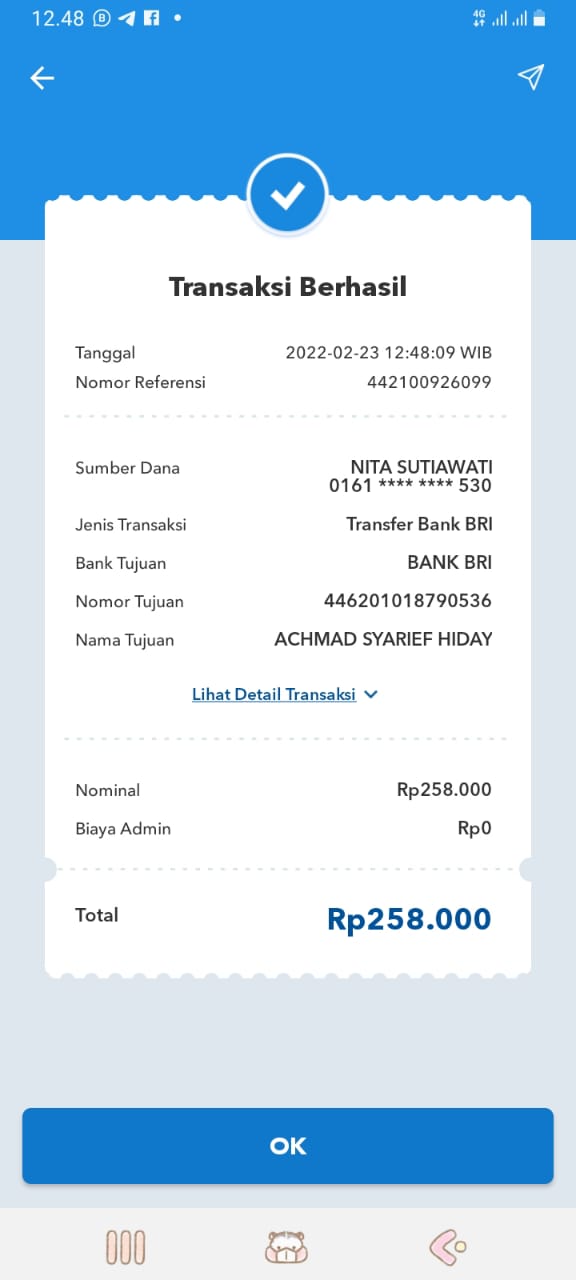 12.48
4G
Transaksi Berhasil
Tanggal 2022-02-23 12:48:09 WIB
Nomor Referensi 442100926099
Sumber Dana NITA SUTIAWATI
0161 **** **** 530
Jenis Transaksi Transfer Bank BRI
Bank Tujuan BANK BRI
Nomor Tujuan 446201018790536
Nama Tujuan ACHMAD SYARIEF HIDAY
Lihat Detail Transaksi
Nominal Rp258.000
Biaya Admin Rp0
Total Rp258.000
OK